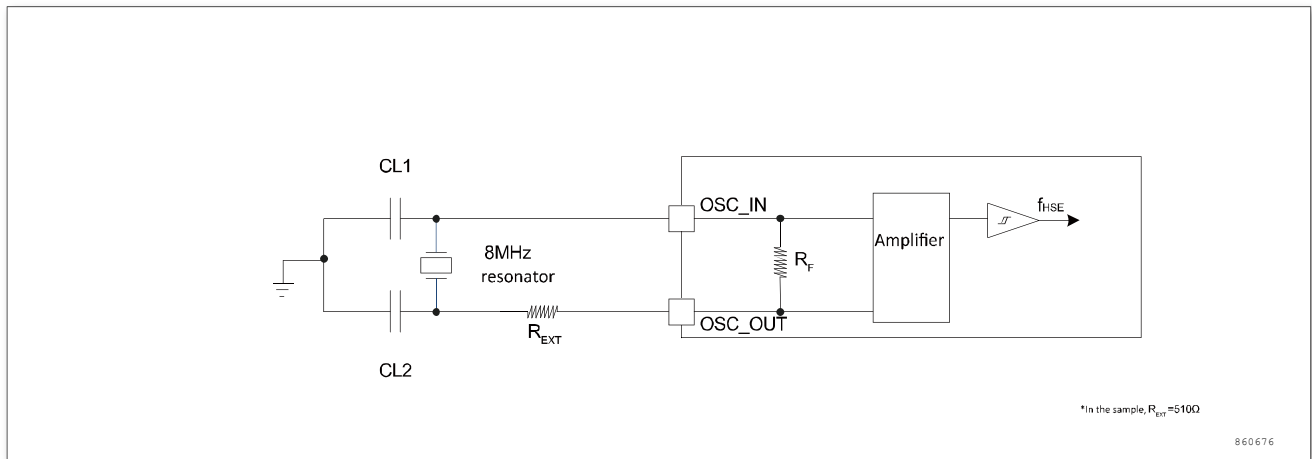 CL1
OSC_IN
fHSE
Amplifier
8MHz
resonator
RF
REXT
OSC_OUT
CL2
*In the sample, REXT=510Ω
860676